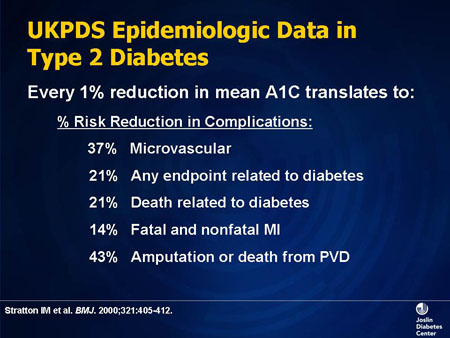 UKPDS Epidemiologic Data in
Type 2 Diabetes
Every 1% reduction in mean A1C translates to:
% Risk Reduction in Complications:
37% Microvascular
21% Any endpoint related to diabetes
21% Death related to diabetes
14% Fatal and nonfatal MI
43% Amputation or death from PVD
Stratton IM et al. BMJ. 2000;321:405-412.
Joslin
Diabetes
Center